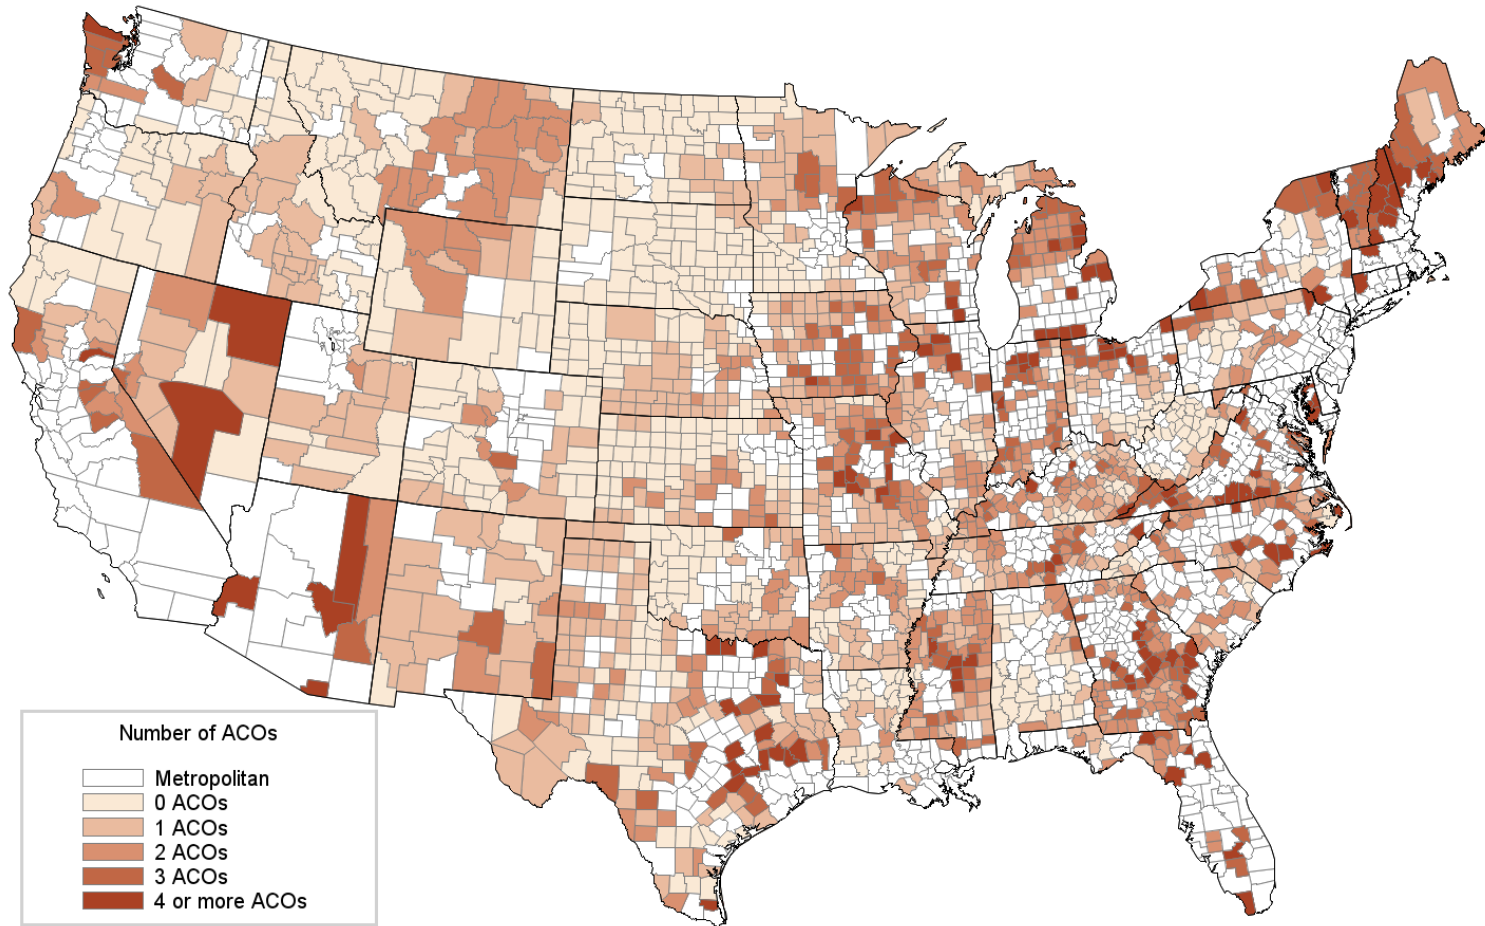 Number of ACOs
Metropolitan
0 ACOs
1 ACOs
2 ACOs
3 ACOs
4 or more ACOs